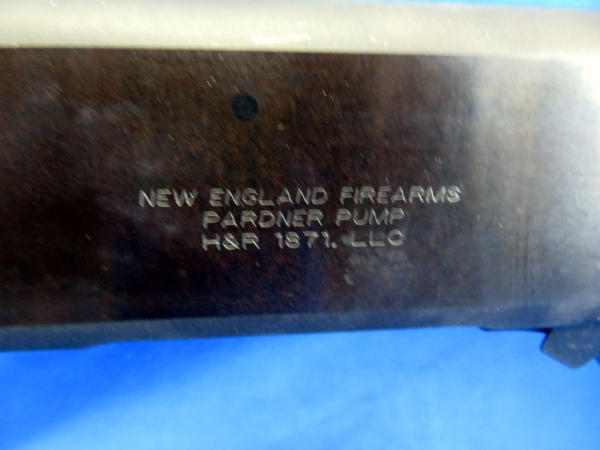 NEW ENGLAND FIREARMS
PARDNER PUMP
H&R 1871, LLC